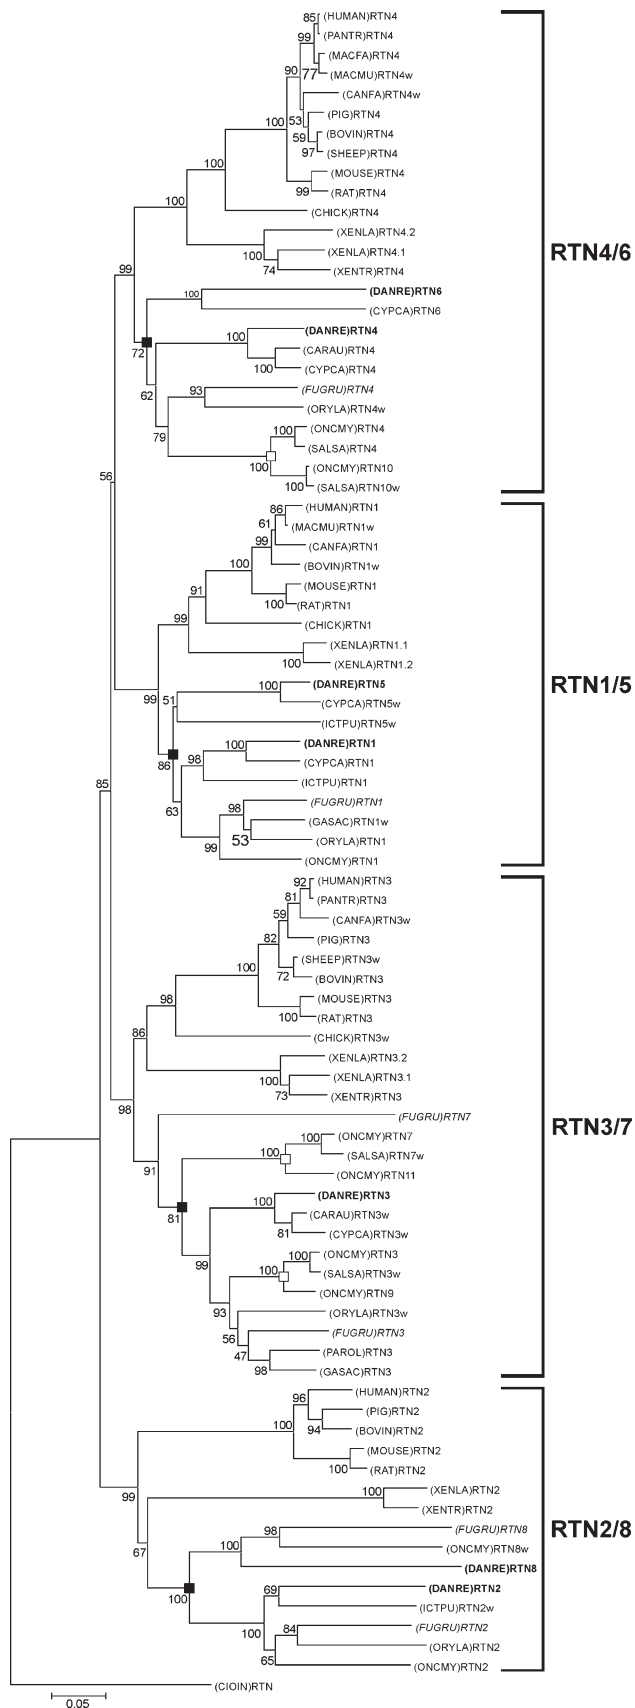 85 (HUMAN)RTN4
99 (PANTR)RTN4
(MACFA)RTN4
90 77 (MACMU)RTN4w
(CANFA)RTN4w
53 (PIG)RTN4
100 59 (BOVIN)RTN4
97 (SHEEP)RTN4
100 (MOUSE)RTN4
99 (RAT)RTN4
100 (CHICK)RTN4
(XENLA)RTN4.2
100 (XENLA)RTN4.1
RTN4/6
74 (XENTR)RTN4
99
100 (DANRE)RTN6
(CYPCA)RTN6
100 (DANRE)RTN4
72 (CARAU)RTN4
100 (CYPCA)RTN4
62 93 (FUGRU)RTN4
(ORYLA)RTN4w
79 100 (ONCMY)RTN4
(SALSA)RTN4
100 (ONCMY)RTN10
56 100 (SALSA)RTN10w
86 (HUMAN)RTN1
61 (MACMU)RTN1w
99 (CANFA)RTN1
100 (BOVIN)RTN1w
91 (MOUSE)RTN1
100 (RAT)RTN1
99 (CHICK)RTN1
(XENLA)RTN1.1
100 (XENLA)RTN1.2
RTN1/5
99 51 100 (DANRE)RTN5
(CYPCA)RTN5w
(ICTPU)RTN5w
100 (DANRE)RTN1
86 98 (CYPCA)RTN1
(ICTPU)RTN1
85 98 (FUGRU)RTN1
63 (GASAC)RTN1w
53 (ORYLA)RTN1
99 (ONCMY)RTN1
92 (HUMAN)RTN3
81 (PANTR)RTN3
59 (CANFA)RTN3w
82 (PIG)RTN3
(SHEEP)RTN3w
100 72 (BOVIN)RTN3
98 (MOUSE)RTN3
100 (RAT)RTN3
86 (CHICK)RTN3w
(XENLA)RTN3.2
100 (XENLA)RTN3.1
73 (XENTR)RTN3
98
(FUGRU)RTN7
RTN3/7
100 (ONCMY)RTN7
100 (SALSA)RTN7w
91 (ONCMY)RTN11
100 (DANRE)RTN3
81 (CARAU)RTN3w
81 (CYPCA)RTN3w
100 (ONCMY)RTN3
99 100 (SALSA)RTN3w
(ONCMY)RTN9
93 (ORYLA)RTN3w
56 (FUGRU)RTN3
47 (PAROL)RTN3
98 (GASAC)RTN3
96 (HUMAN)RTN2
(PIG)RTN2
100 94 (BOVIN)RTN2
(MOUSE)RTN2
100 (RAT)RTN2
99 100 (XENLA)RTN2
(XENTR)RTN2
98 (FUGRU)RTN8
RTN2/8
67 100 (ONCMY)RTN8w
(DANRE)RTN8
69 (DANRE)RTN2
100 (ICTPU)RTN2w
84 (FUGRU)RTN2
100 (ORYLA)RTN2
65 (ONCMY)RTN2
(CIOIN)RTN
0.05